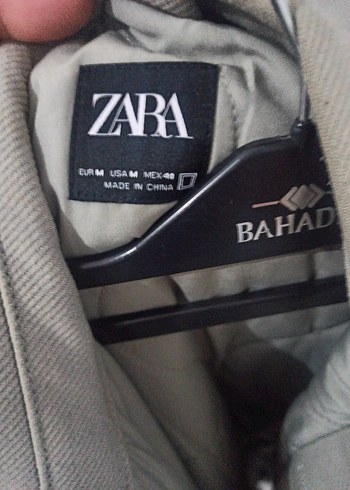 ZARA
EUR M USA M MEX 40
MADE IN CHINA
BAHAD